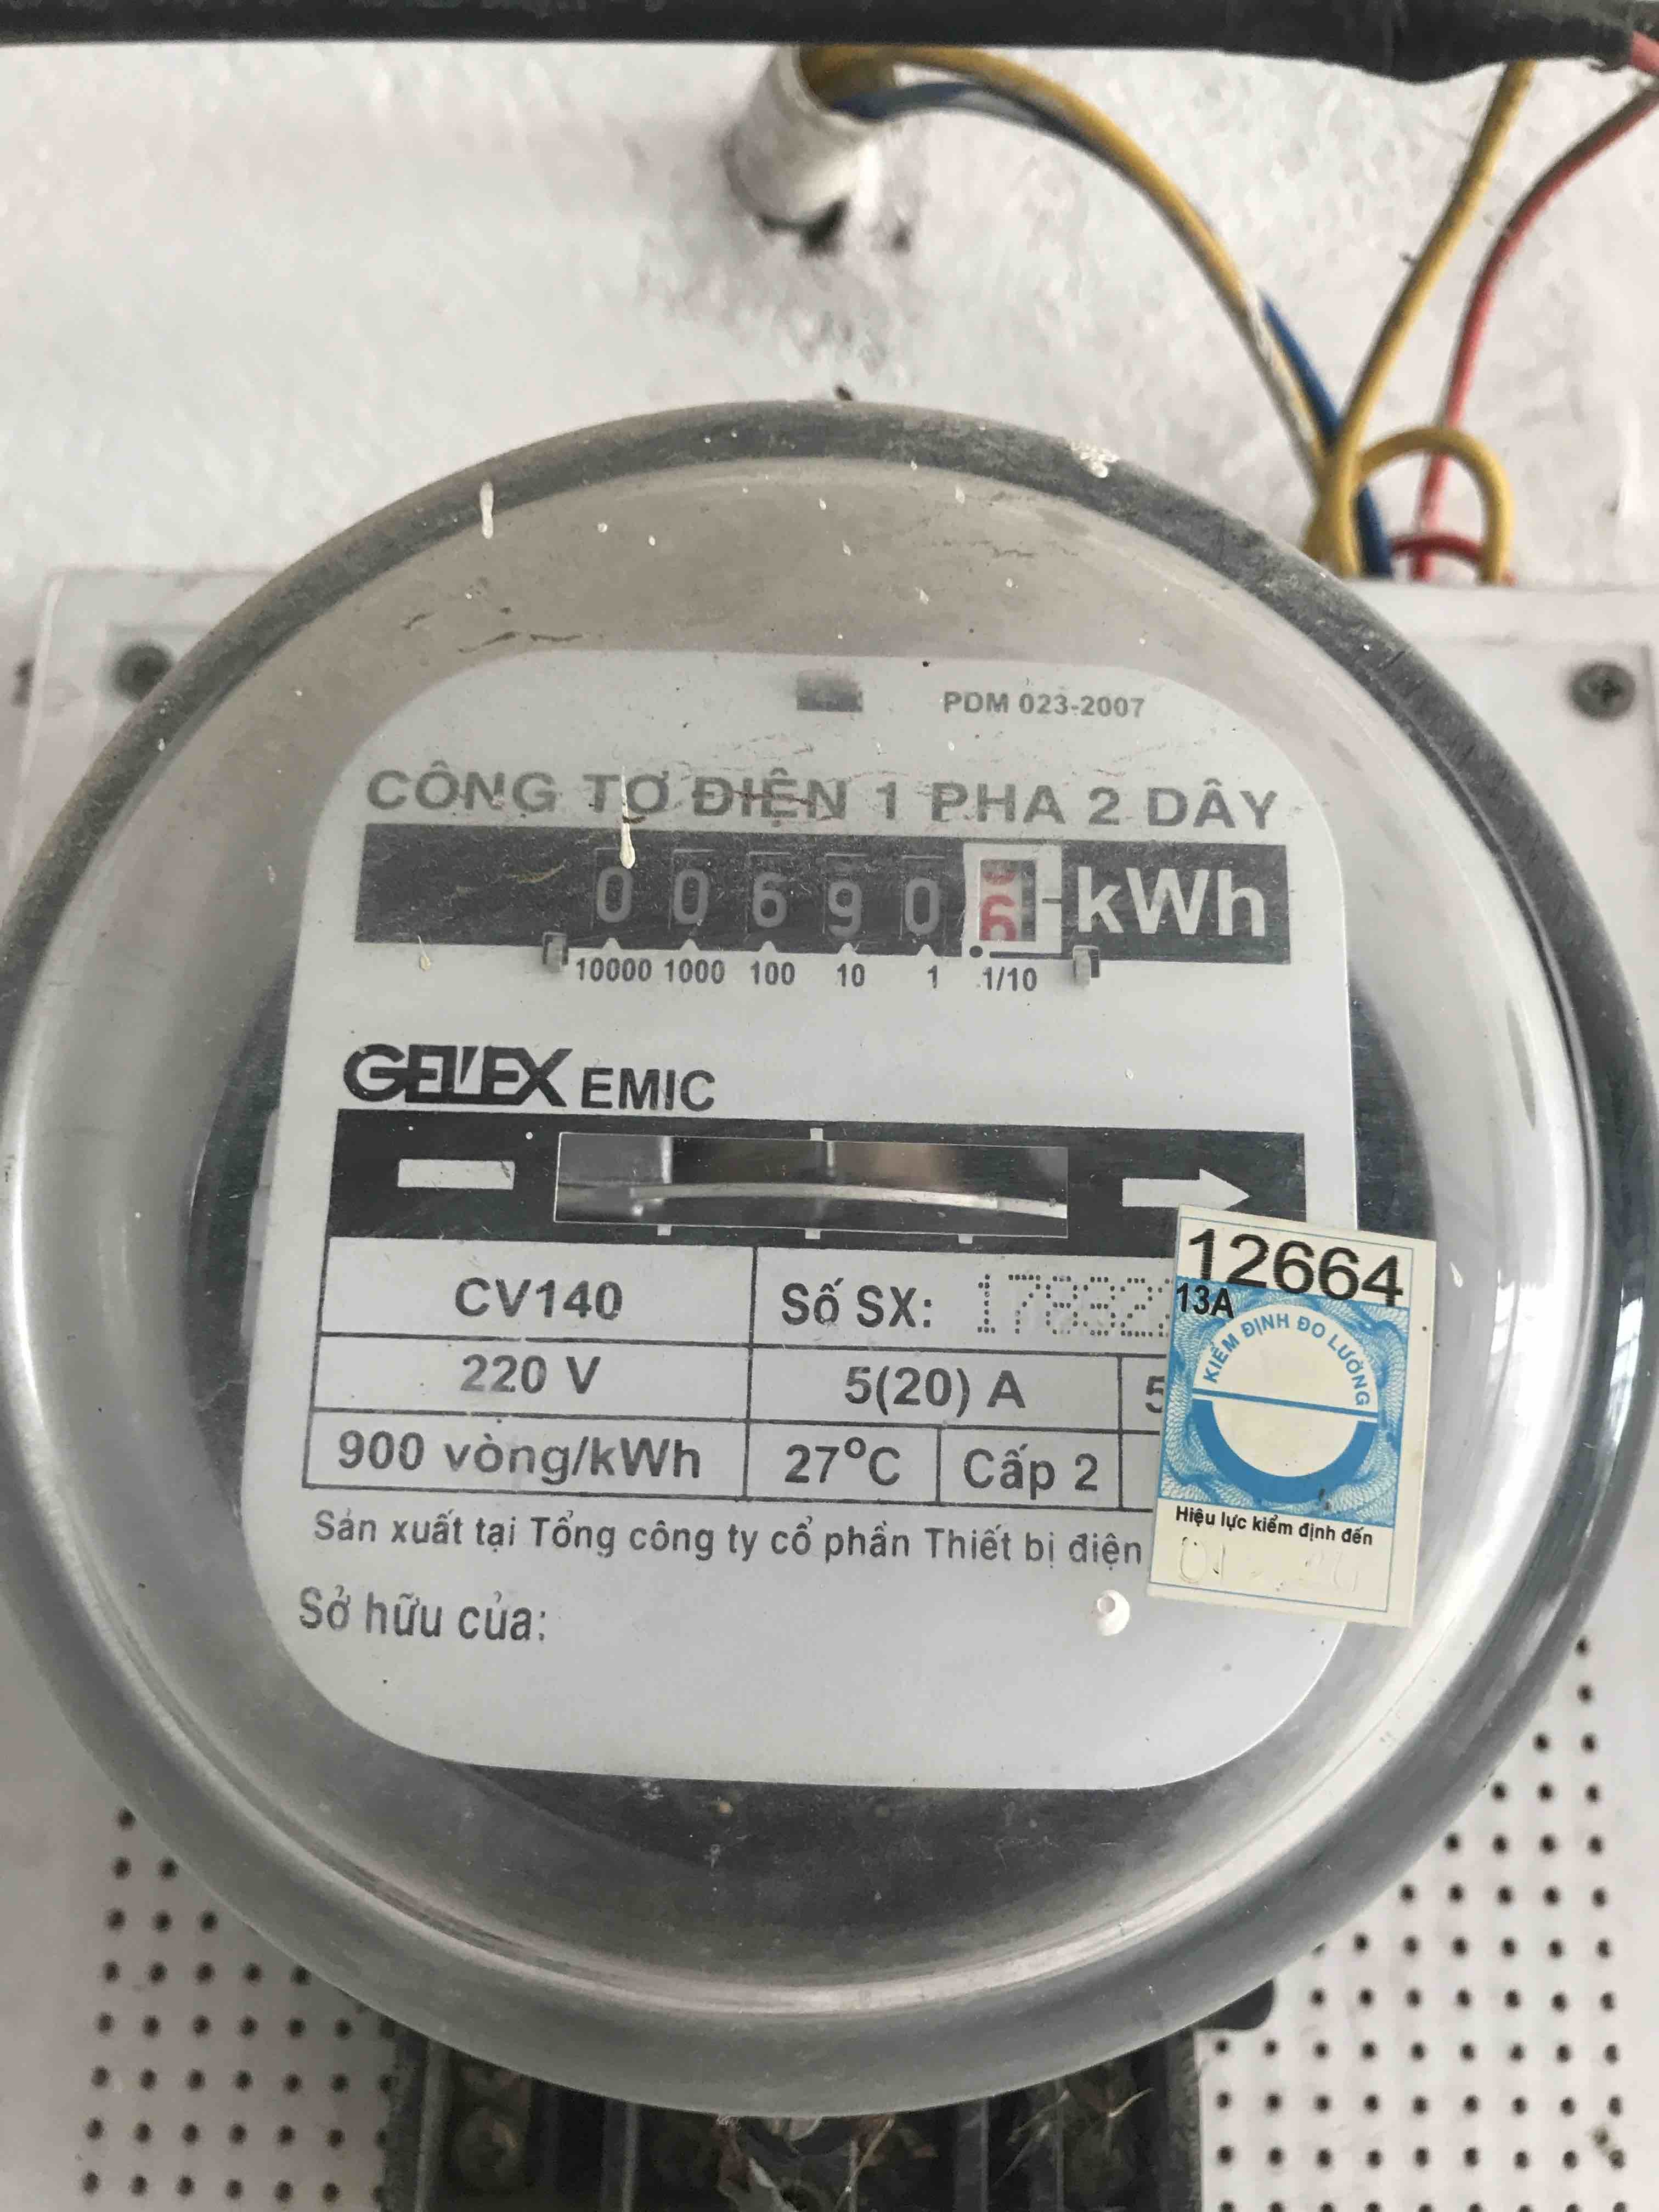 PDM 023-2007
CÔNG TƠ ĐIỆN 1 PHA 2 DÂY
0 0 6 9 0 6 kWh
10000 1000 100 10 1 1/10
GELEX EMIC
CV140 Số SX:
220 V 5(20) A
900 vòng/kWh 27°C Cấp 2
Sản xuất tại Tổng công ty cổ phần Thiết bị điện
Sở hữu của:
12664
13A
KIỂM ĐỊNH ĐO LƯỜNG
Hiệu lực kiểm định đến